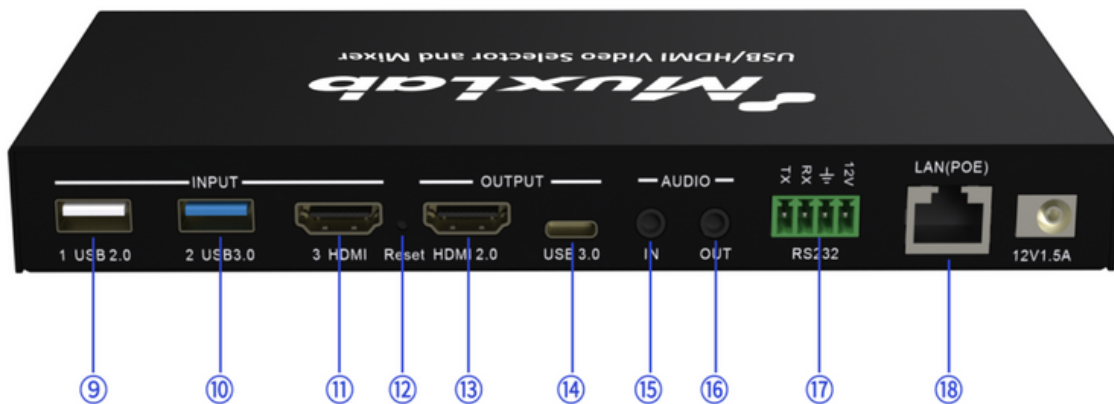 USB/HDMI Video Selector and Mixer
MuxLab
INPUT
OUTPUT
AUDIO
TX
RX
12V
LAN(POE)
1 USB 2.0
2 USB3.0
3 HDMI
Reset
HDMI 2.0
USB 3.0
IN
OUT
RS232
12V1.5A
⑨
⑩
⑪
⑫
⑬
⑭
⑮
⑯
⑰
⑱